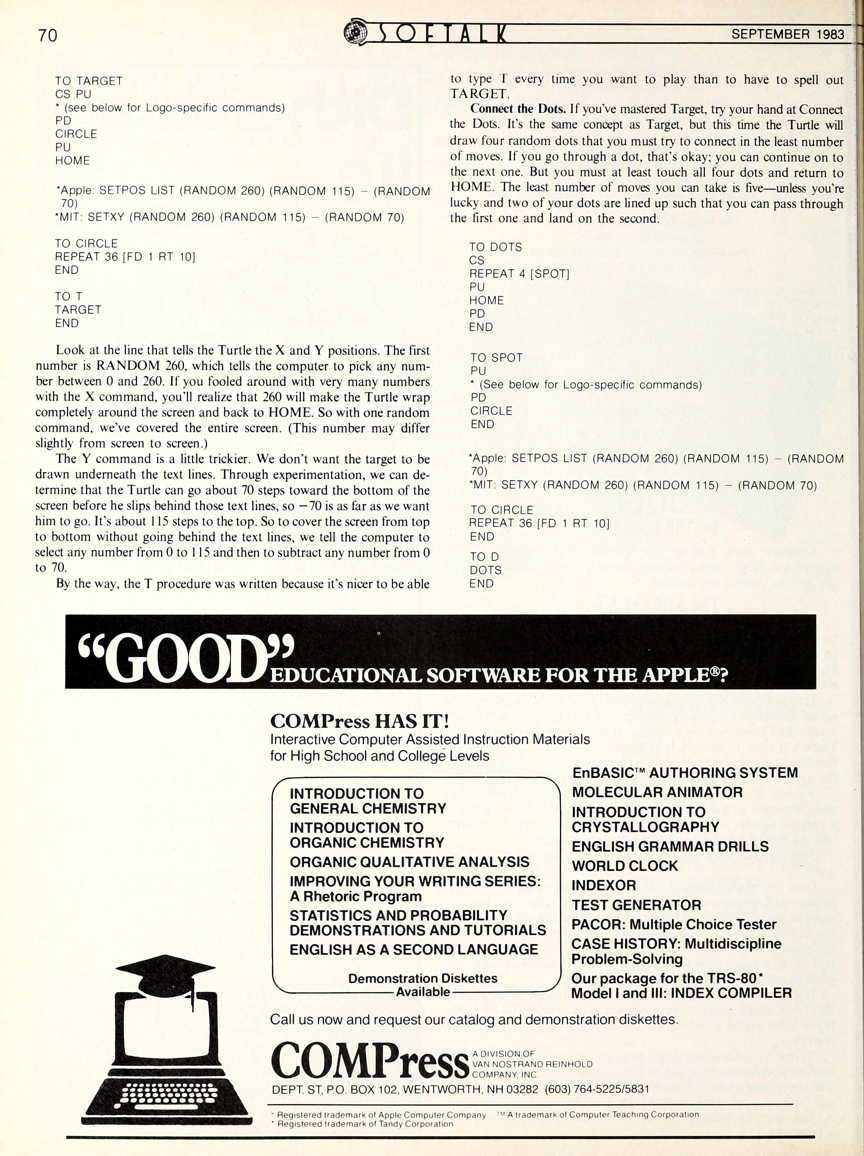 70
SOFTALK
SEPTEMBER 1983
TO TARGET
CS PU
* (see below for Logo-specific commands)
PD
CIRCLE
PU
HOME
*Apple: SETPOS LIST (RANDOM 260) (RANDOM 115) – (RANDOM
70)
*MIT: SETXY (RANDOM 260) (RANDOM 115) – (RANDOM 70)
TO CIRCLE
REPEAT 36 [FD 1 RT 10]
END
TO T
TARGET
END
Look at the line that tells the Turtle the X and Y positions. The first
number is RANDOM 260, which tells the computer to pick any num-
ber between 0 and 260. If you fooled around with very many numbers
with the X command, you'll realize that 260 will make the Turtle wrap
completely around the screen and back to HOME. So with one random
command, we've covered the entire screen. (This number may differ
slightly from screen to screen.)
The Y command is a little trickier. We don't want the target to be
drawn underneath the text lines. Through experimentation, we can de-
termine that the Turtle can go about 70 steps toward the bottom of the
screen before he slips behind those text lines, so –70 is as far as we want
him to go. It's about 115 steps to the top. So to cover the screen from top
to bottom without going behind the text lines, we tell the computer to
select any number from 0 to 115 and then to subtract any number from 0
to 70.
By the way, the T procedure was written because it's nicer to be able
to type T every time you want to play than to have to spell out
TARGET.
Connect the Dots. If you've mastered Target, try your hand at Connect
the Dots. It's the same concept as Target, but this time the Turtle will
draw four random dots that you must try to connect in the least number
of moves. If you go through a dot, that's okay; you can continue on to
the next one. But you must at least touch all four dots and return to
HOME. The least number of moves you can take is five—unless you're
lucky and two of your dots are lined up such that you can pass through
the first one and land on the second.
TO DOTS
CS
REPEAT 4 [SPOT]
PU
HOME
PD
END
TO SPOT
PU
* (See below for Logo-specific commands)
PD
CIRCLE
END
*Apple: SETPOS LIST (RANDOM 260) (RANDOM 115) – (RANDOM
70)
*MIT: SETXY (RANDOM 260) (RANDOM 115) – (RANDOM 70)
TO CIRCLE
REPEAT 36 [FD 1 RT 10]
END
TO D
DOTS
END
“GOOD”
EDUCATIONAL SOFTWARE FOR THE APPLE®?
COMPress HAS IT!
Interactive Computer Assisted Instruction Materials
for High School and College Levels
INTRODUCTION TO
GENERAL CHEMISTRY
INTRODUCTION TO
ORGANIC CHEMISTRY
ORGANIC QUALITATIVE ANALYSIS
IMPROVING YOUR WRITING SERIES:
A Rhetoric Program
STATISTICS AND PROBABILITY
DEMONSTRATIONS AND TUTORIALS
ENGLISH AS A SECOND LANGUAGE
Demonstration Diskettes
Available
EnBASIC™ AUTHORING SYSTEM
MOLECULAR ANIMATOR
INTRODUCTION TO
CRYSTALLOGRAPHY
ENGLISH GRAMMAR DRILLS
WORLD CLOCK
INDEXOR
TEST GENERATOR
PACOR: Multiple Choice Tester
CASE HISTORY: Multidiscipline
Problem-Solving
Our package for the TRS-80*
Model I and III: INDEX COMPILER
Call us now and request our catalog and demonstration diskettes.
COMPress
A DIVISION OF
VAN NOSTRAND REINHOLD
COMPANY, INC.
DEPT. ST, P.O. BOX 102, WENTWORTH, NH 03282 (603) 764-5225/5831
* Registered trademark of Apple Computer Company ™ A trademark of Computer Teaching Corporation
* Registered trademark of Tandy Corporation